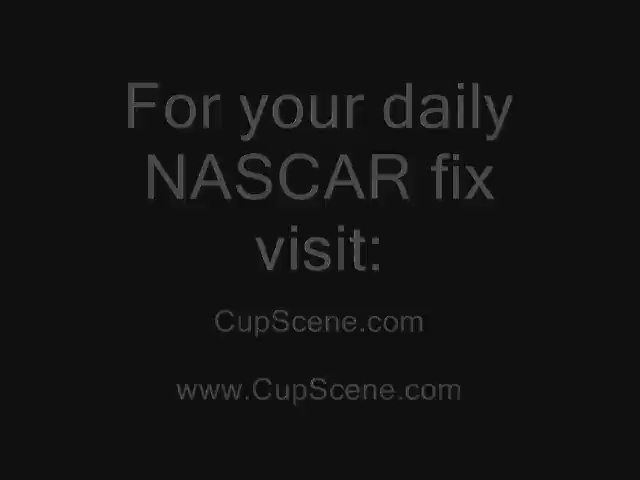 For your daily
NASCAR fix
visit:
CupScene.com
www.CupScene.com